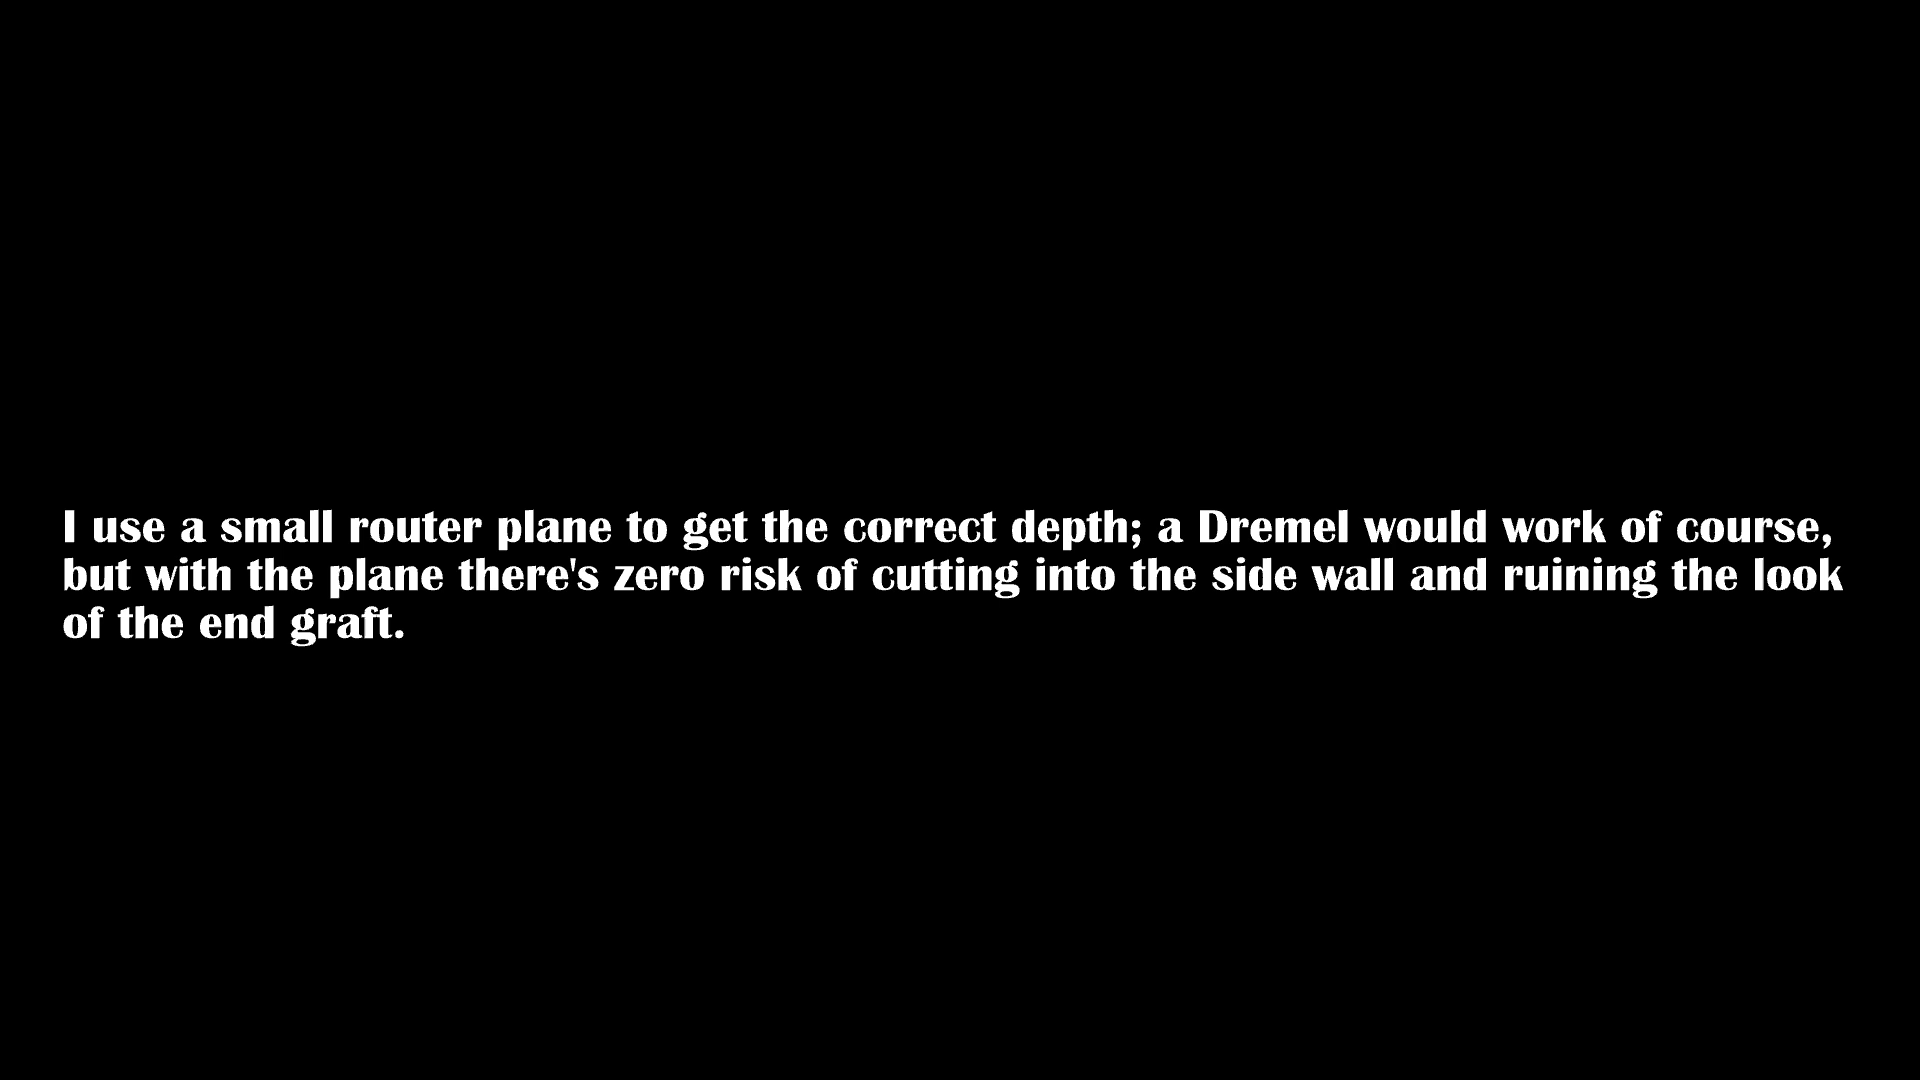 I use a small router plane to get the correct depth; a Dremel would work of course,
but with the plane there's zero risk of cutting into the side wall and ruining the look
of the end graft.